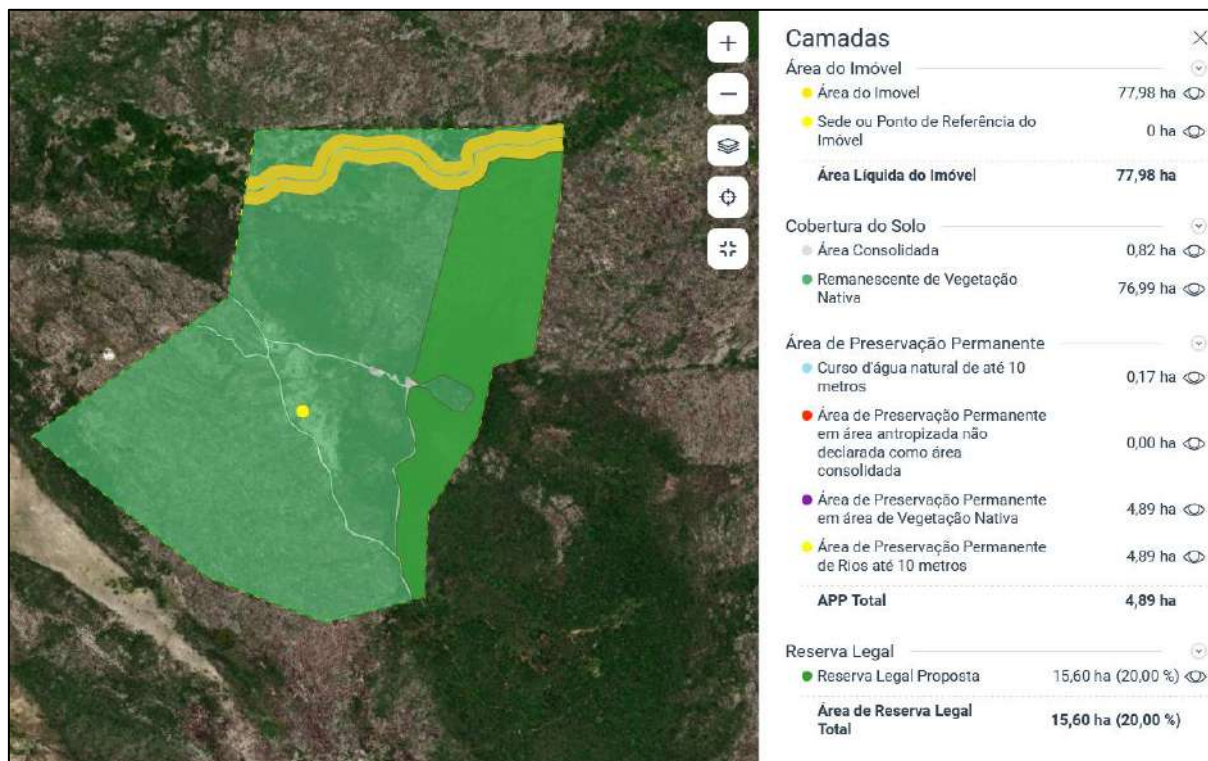 Camadas
Área do Imóvel
Área do Imovel 77,98 ha
Sede ou Ponto de Referência do 0 ha
Imóvel
Área Líquida do Imóvel 77,98 ha
Cobertura do Solo
Área Consolidada 0,82 ha
Remanescente de Vegetação 76,99 ha
Nativa
Área de Preservação Permanente
Curso d'água natural de até 10 0,17 ha
metros
Área de Preservação Permanente
em área antropizada não 0,00 ha
declarada como área
consolidada
Área de Preservação Permanente 4,89 ha
em área de Vegetação Nativa
Área de Preservação Permanente 4,89 ha
de Rios até 10 metros
APP Total 4,89 ha
Reserva Legal
Reserva Legal Proposta 15,60 ha (20,00 %)
Área de Reserva Legal 15,60 ha (20,00 %)
Total